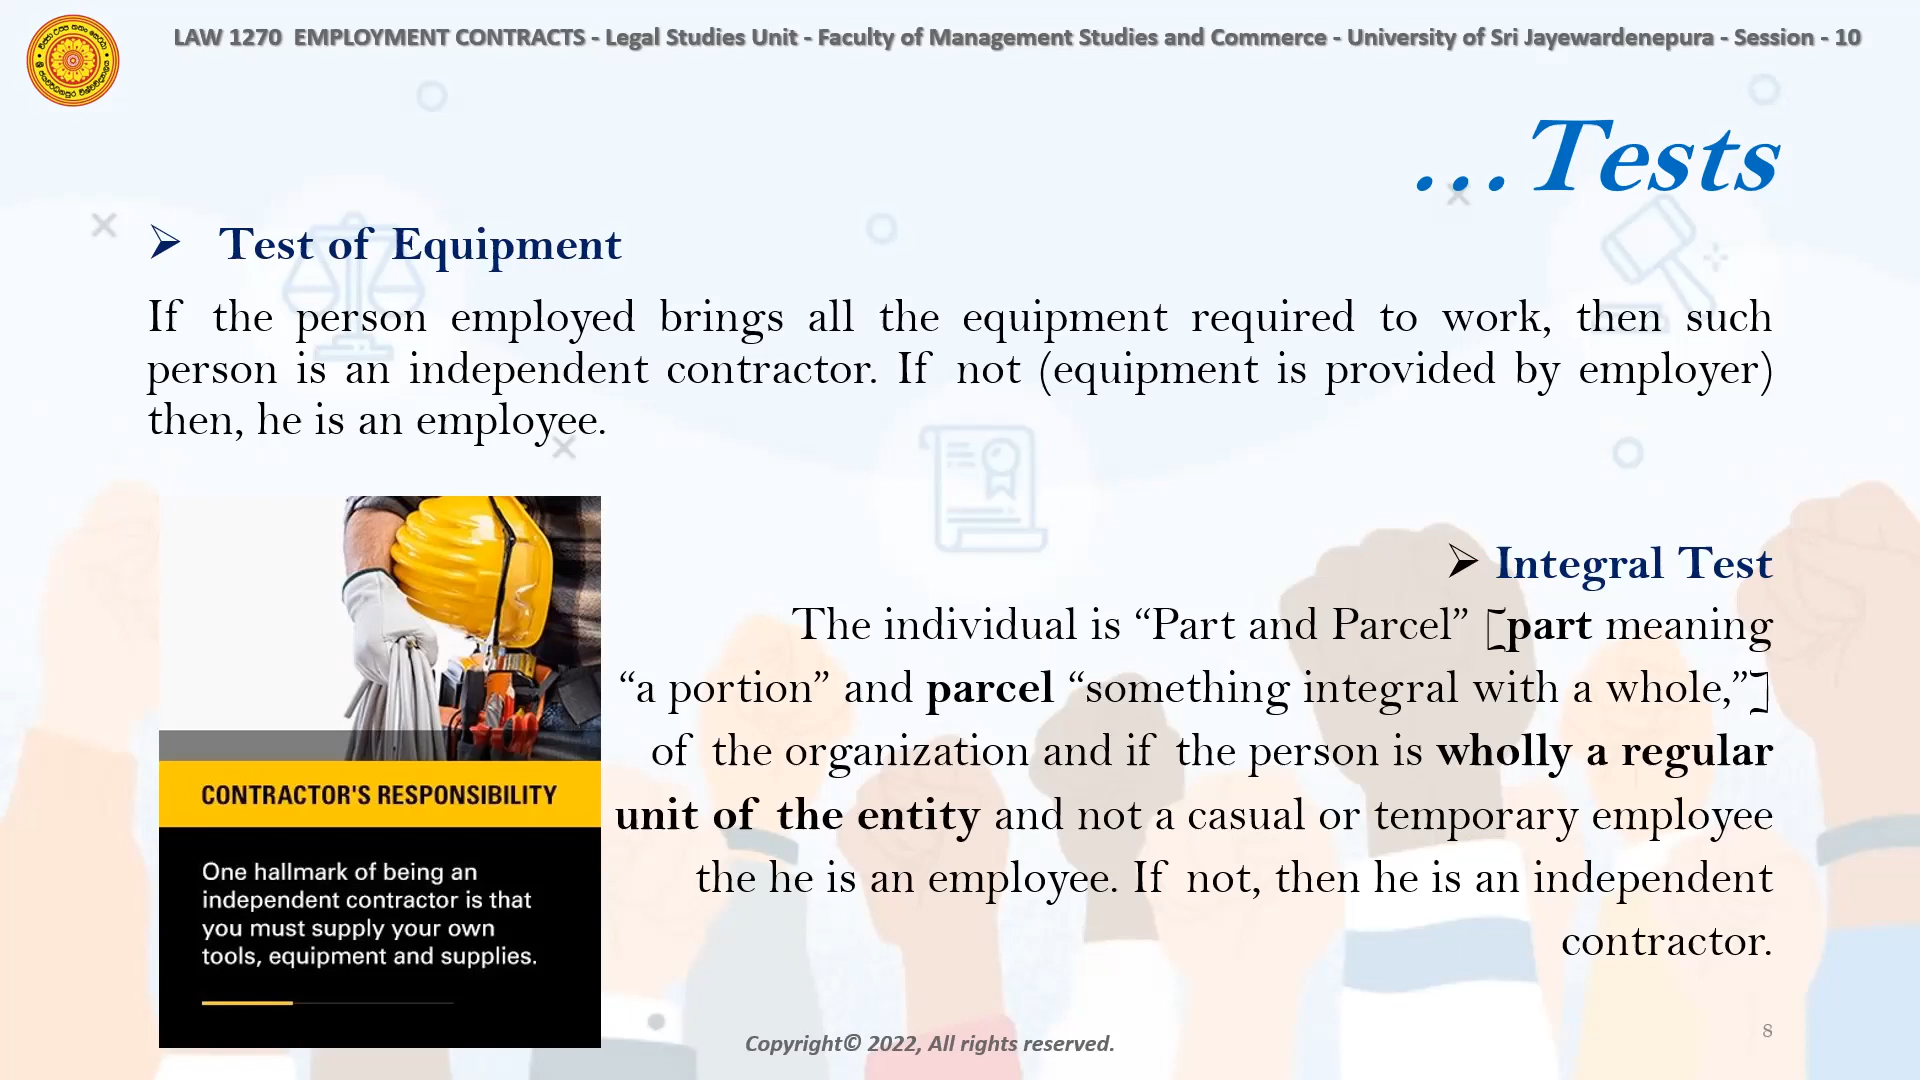 LAW 1270 EMPLOYMENT CONTRACTS - Legal Studies Unit - Faculty of Management Studies and Commerce - University of Sri Jayewardenepura - Session - 10
…Tests
➢ Test of Equipment
If the person employed brings all the equipment required to work, then such
person is an independent contractor. If not (equipment is provided by employer)
then, he is an employee.
➢ Integral Test
The individual is “Part and Parcel” [part meaning
“a portion” and parcel “something integral with a whole,”]
of the organization and if the person is wholly a regular
unit of the entity and not a casual or temporary employee
the he is an employee. If not, then he is an independent
contractor.
CONTRACTOR'S RESPONSIBILITY
One hallmark of being an
independent contractor is that
you must supply your own
tools, equipment and supplies.
Copyright© 2022, All rights reserved.
8